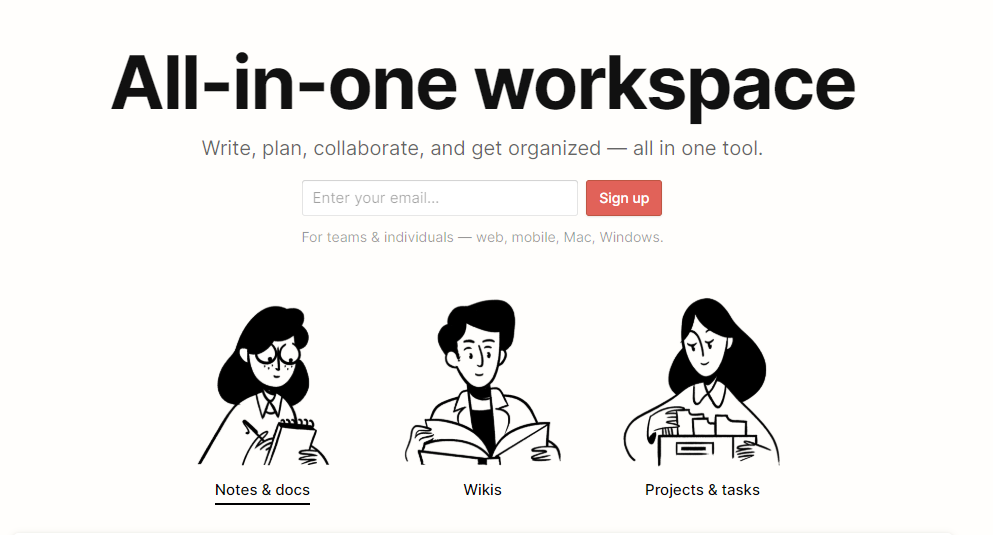 All-in-one workspace
Write, plan, collaborate, and get organized — all in one tool.
Enter your email...
Sign up
For teams & individuals — web, mobile, Mac, Windows.
Notes & docs
Wikis
Projects & tasks